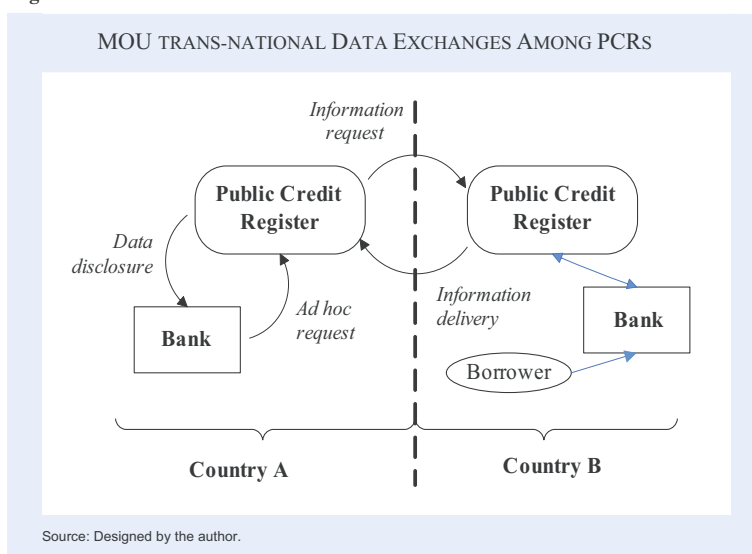 MOU TRANS-NATIONAL DATA EXCHANGES AMONG PCRS
Information
request
Public Credit
Register
Public Credit
Register
Data
disclosure
Ad hoc
request
Information
delivery
Bank
Bank
Borrower
Country A
Country B
Source: Designed by the author.